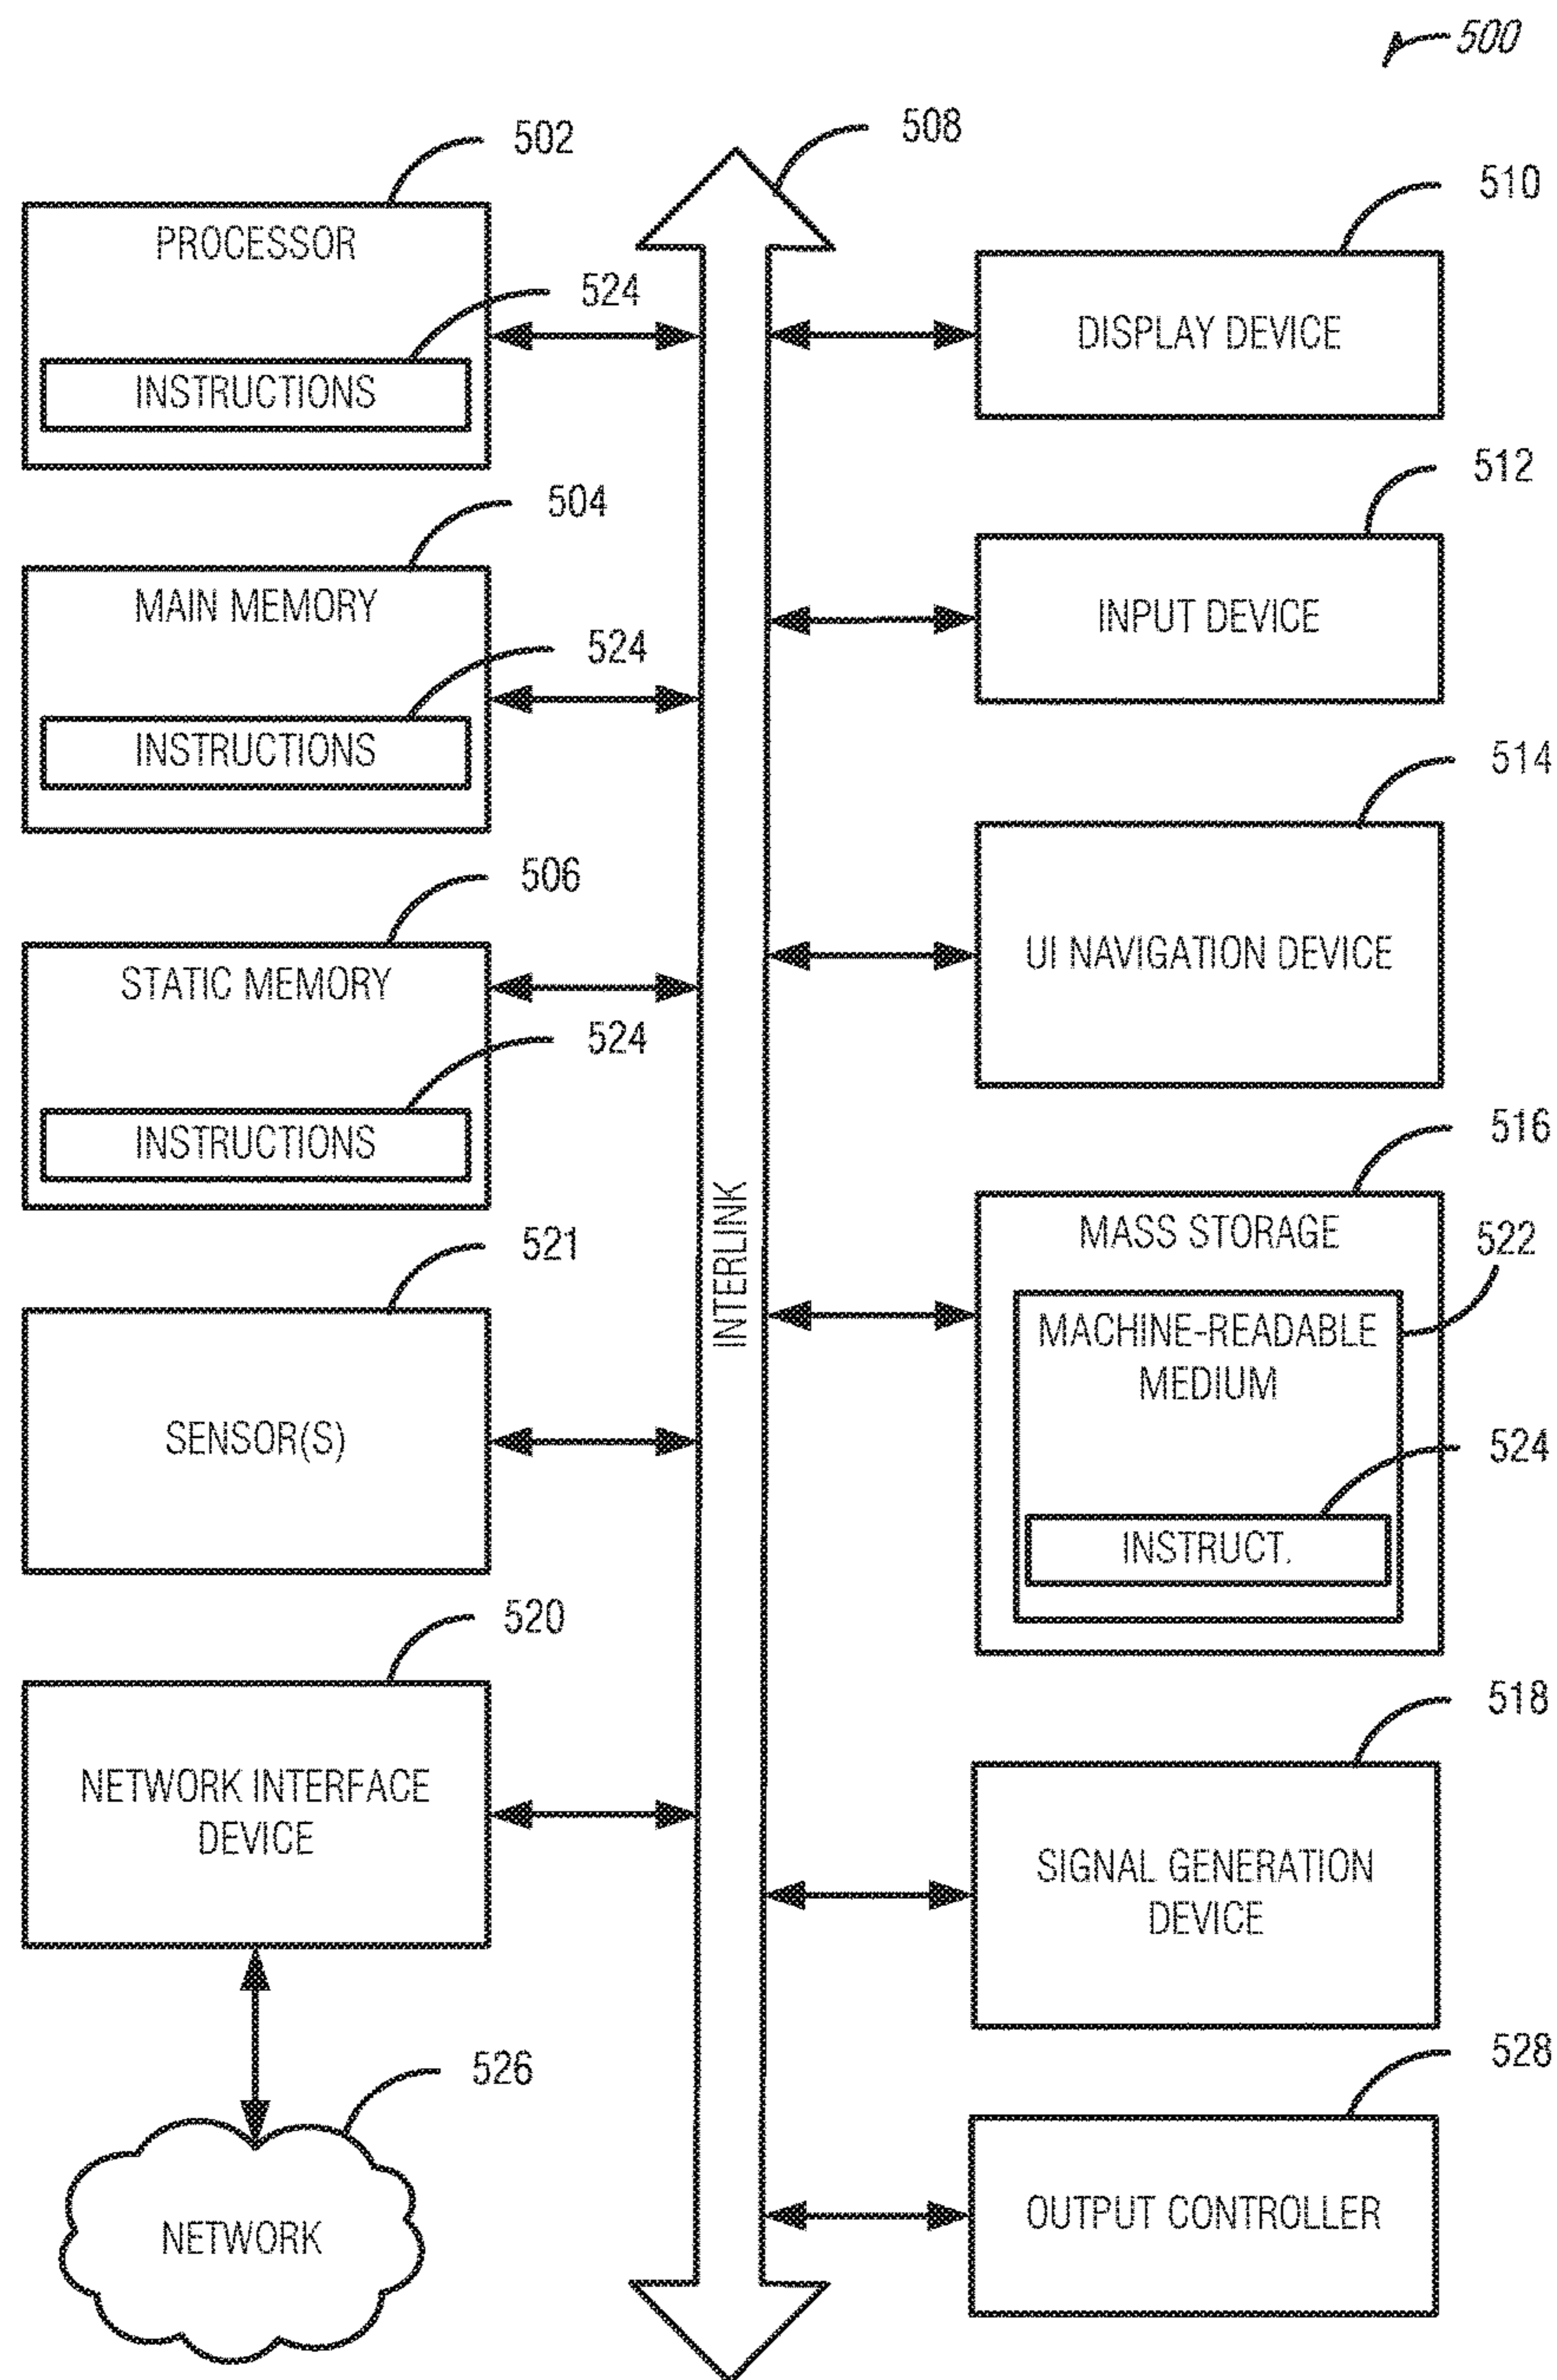 500
508
502
PROCESSOR
524
INSTRUCTIONS
504
MAIN MEMORY
524
INSTRUCTIONS
506
STATIC MEMORY
524
INSTRUCTIONS
521
SENSOR(S)
520
NETWORK INTERFACE
DEVICE
526
NETWORK
INTERLINK
510
DISPLAY DEVICE
512
INPUT DEVICE
514
UI NAVIGATION DEVICE
516
MASS STORAGE
522
MACHINE-READABLE
MEDIUM
524
INSTRUCT.
518
SIGNAL GENERATION
DEVICE
528
OUTPUT CONTROLLER